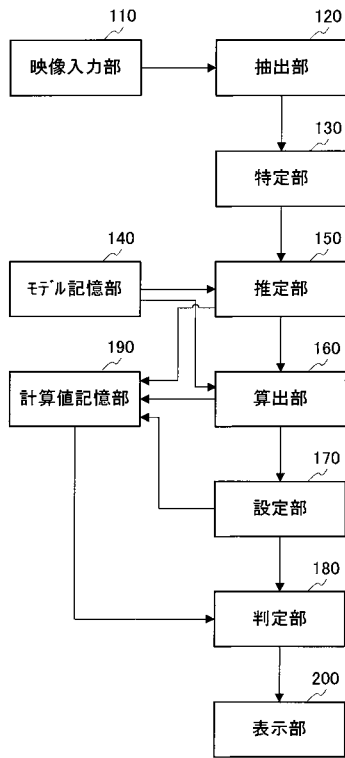 110
映像入力部
120
抽出部
130
特定部
140
ﾓﾃﾞﾙ記憶部
150
推定部
190
計算値記憶部
160
算出部
170
設定部
180
判定部
200
表示部